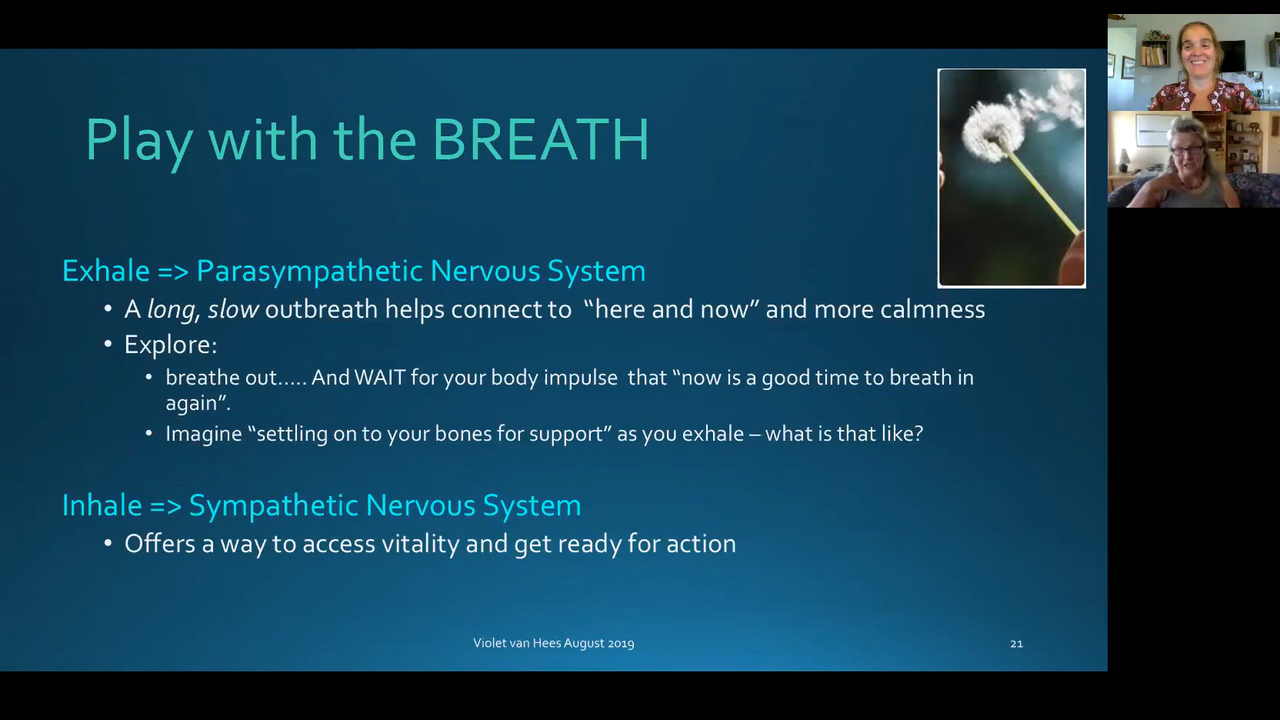 Play with the BREATH
Exhale => Parasympathetic Nervous System
• A long, slow outbreath helps connect to “here and now” and more calmness
• Explore:
• breathe out..... And WAIT for your body impulse that “now is a good time to breath in
again”.
• Imagine “settling on to your bones for support” as you exhale – what is that like?
Inhale => Sympathetic Nervous System
• Offers a way to access vitality and get ready for action
Violet van Hees August 2019
21